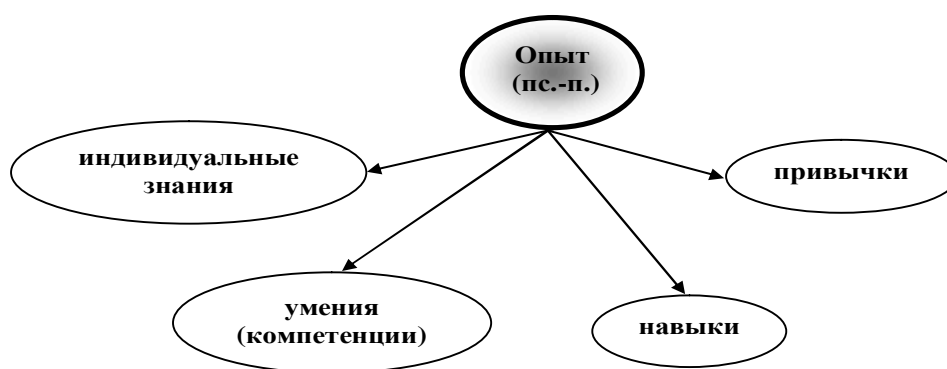 Опыт
(пс.-п.)
индивидуальные
знания
привычки
умения
(компетенции)
навыки